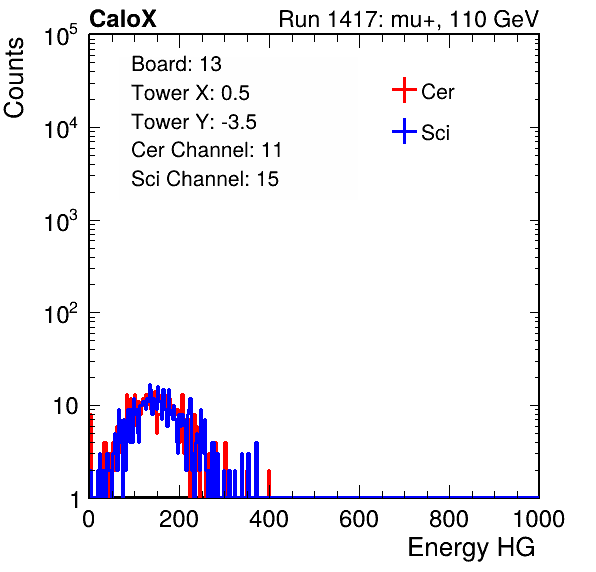 CaloX Run 1417: mu+, 110 GeV
Counts
Board: 13
Tower X: 0.5
Tower Y: -3.5
Cer Channel: 11
Sci Channel: 15
Cer
Sci
10^5
10^4
10^3
10^2
10
1
0 200 400 600 800 1000
Energy HG